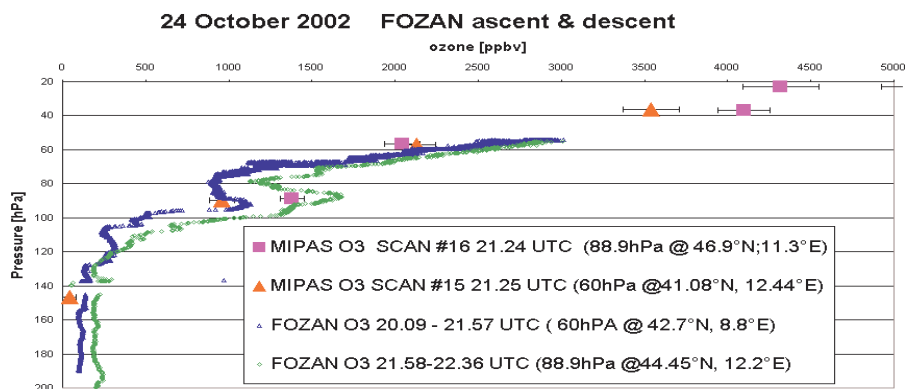 24 October 2002 FOZAN ascent & descent
ozone [ppbv]
0 500 1000 1500 2000 2500 3000 3500 4000 4500 5000
Pressure [hPa]
20
40
60
80
100
120
140
160
180
200
MIPAS O3 SCAN #16 21.24 UTC (88.9hPa @ 46.9°N;11.3°E)
MIPAS O3 SCAN #15 21.25 UTC (60hPa @41.08°N, 12.44°E)
FOZAN O3 20.09 - 21.57 UTC ( 60hPA @ 42.7°N, 8.8°E)
FOZAN O3 21.58-22.36 UTC (88.9hPa @44.45°N, 12.2°E)